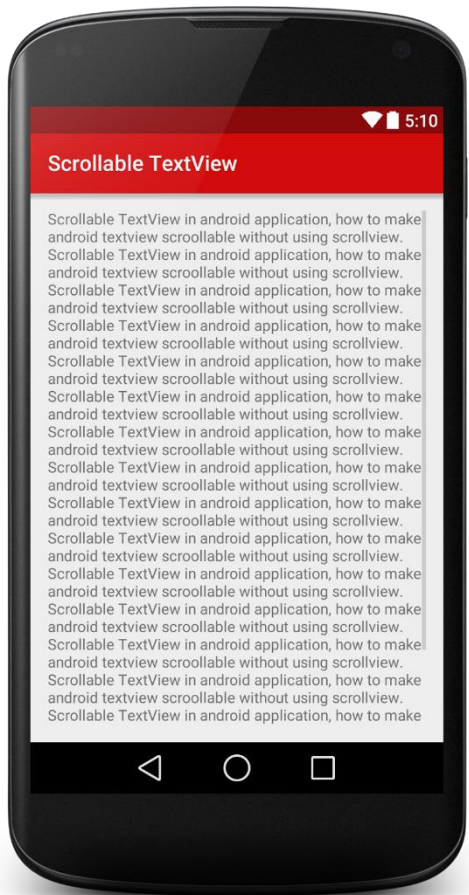 5:10
Scrollable TextView
Scrollable TextView in android application, how to make
android textview scroollable without using scrollview.
Scrollable TextView in android application, how to make
android textview scroollable without using scrollview.
Scrollable TextView in android application, how to make
android textview scroollable without using scrollview.
Scrollable TextView in android application, how to make
android textview scroollable without using scrollview.
Scrollable TextView in android application, how to make
android textview scroollable without using scrollview.
Scrollable TextView in android application, how to make
android textview scroollable without using scrollview.
Scrollable TextView in android application, how to make
android textview scroollable without using scrollview.
Scrollable TextView in android application, how to make
android textview scroollable without using scrollview.
Scrollable TextView in android application, how to make
android textview scroollable without using scrollview.
Scrollable TextView in android application, how to make
android textview scroollable without using scrollview.
Scrollable TextView in android application, how to make
android textview scroollable without using scrollview.
Scrollable TextView in android application, how to make
android textview scroollable without using scrollview.
Scrollable TextView in android application, how to make
android textview scroollable without using scrollview.
Scrollable TextView in android application, how to make
android textview scroollable without using scrollview.
Scrollable TextView in android application, how to make